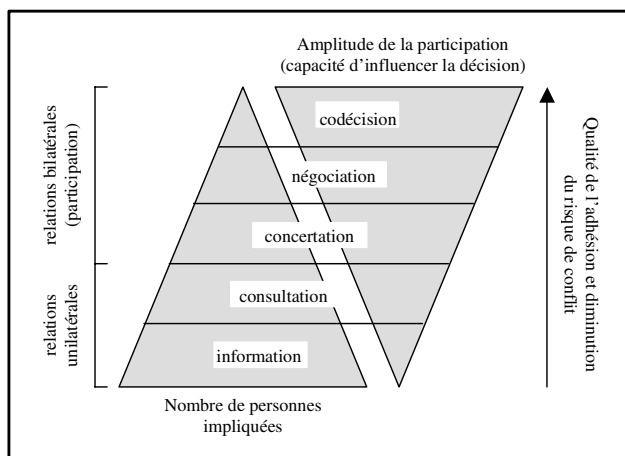 Amplitude de la participation
(capacité d'influencer la décision)
relations bilatérales
(participation)
relations
unilatérales
codécision
négociation
concertation
consultation
information
Qualité de l'adhésion et diminution
du risque de conflit
Nombre de personnes
impliquées